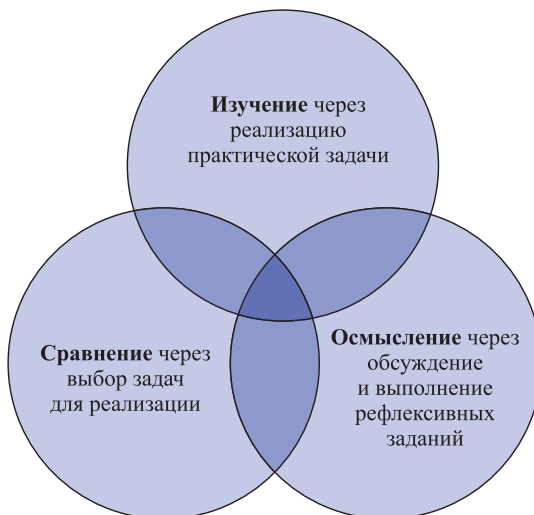 Изучение через
реализацию
практической задачи
Сравнение через
выбор задач
для реализации
Осмысление через
обсуждение
и выполнение
рефлексивных
заданий